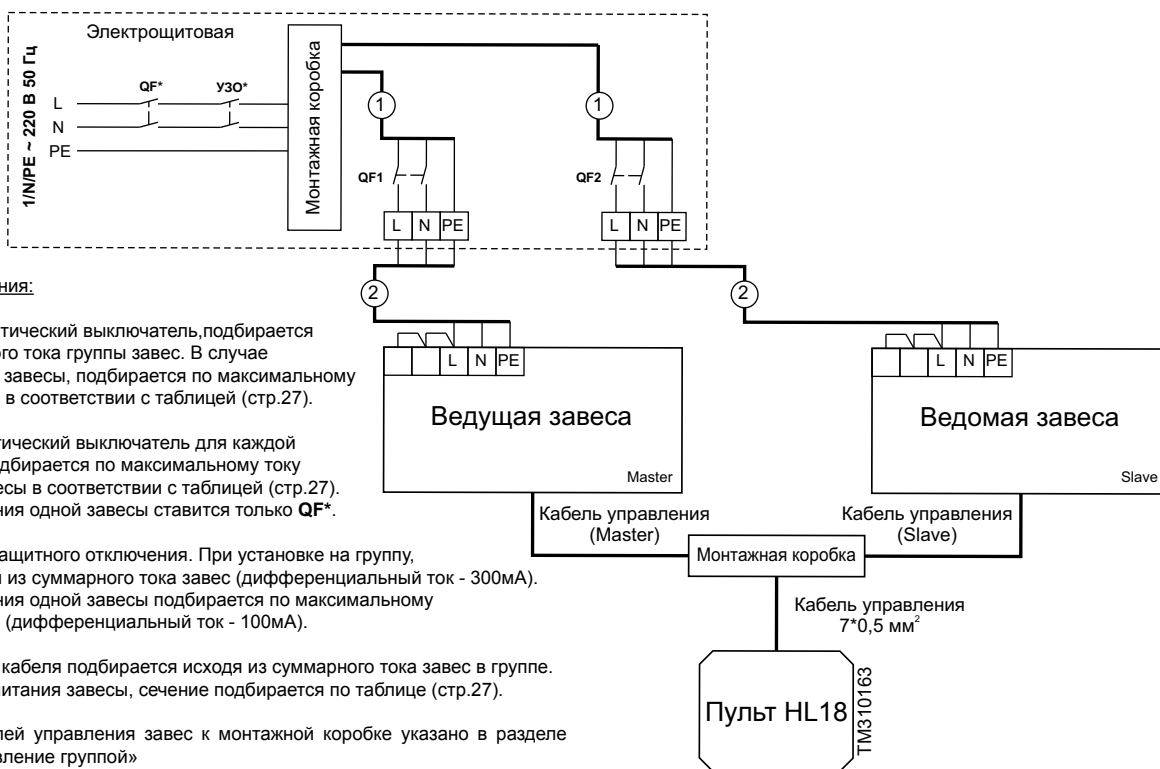 Электрощитовая
1/N/PE ~ 220 В 50 Гц
QF*
УЗО*
L
N
PE
Монтажная коробка
1
1
QF1
QF2
L N PE
L N PE
2
2
L N PE
L N PE
Ведущая завеса
Master
Ведомая завеса
Slave
Кабель управления
(Master)
Кабель управления
(Slave)
Монтажная коробка
Кабель управления
7*0,5 мм²
Пульт HL18
TM310163
ния:
тический выключатель,подбирается
го тока группы завес. В случае
завесы, подбирается по максимальному
в соответствии с таблицей (стр.27).
тический выключатель для каждой
дбирается по максимальному току
есы в соответствии с таблицей (стр.27).
ния одной завесы ставится только QF*.
ащитного отключения. При установке на группу,
из суммарного тока завес (дифференциальный ток - 300мА).
ния одной завесы подбирается по максимальному
(дифференциальный ток - 100мА).
кабеля подбирается исходя из суммарного тока завес в группе.
итания завесы, сечение подбирается по таблице (стр.27).
лей управления завес к монтажной коробке указано в разделе
вление группой»